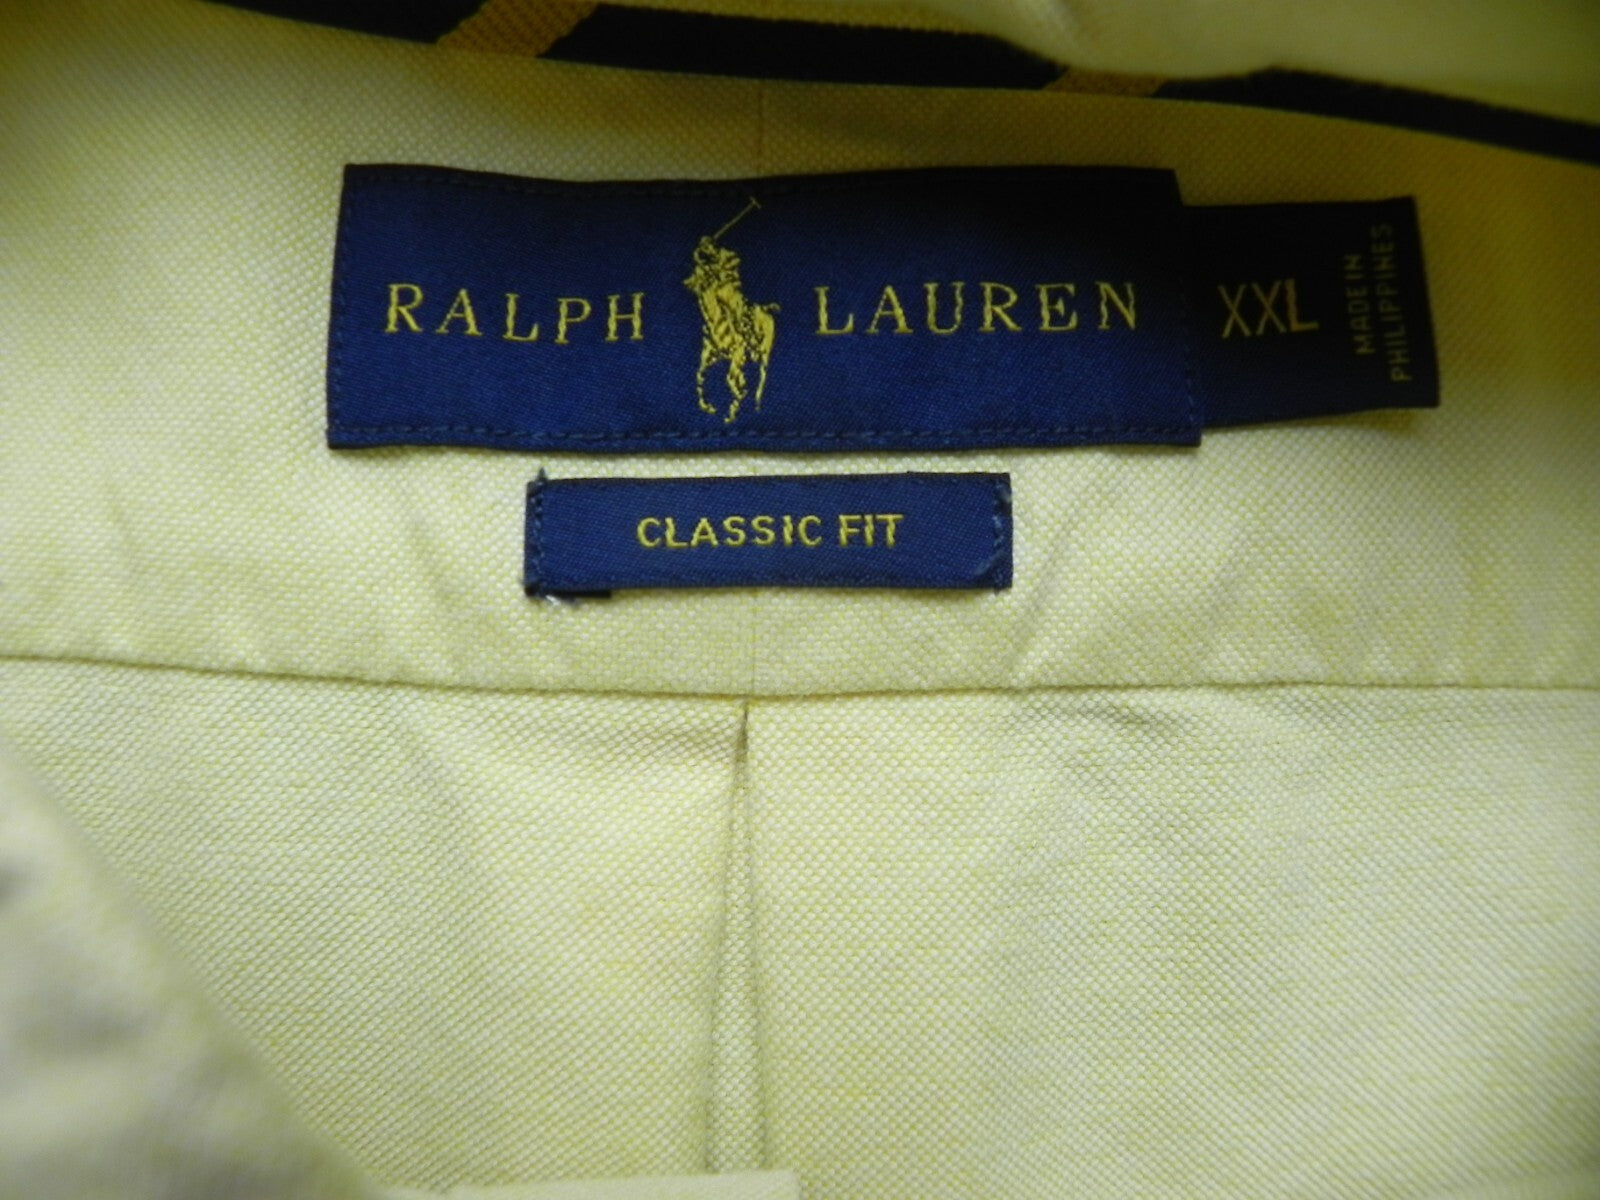 RALPH LAUREN
XXL
MADE IN
PHILIPPINES
CLASSIC FIT